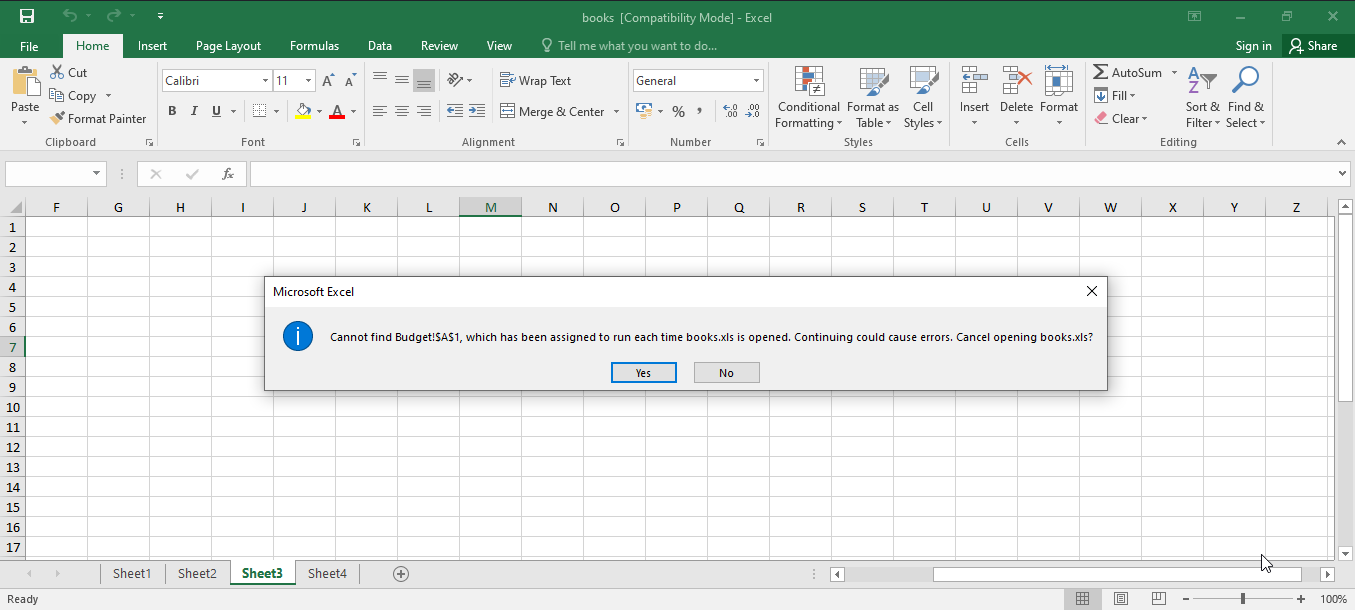 books [Compatibility Mode] - Excel
File Home Insert Page Layout Formulas Data Review View Tell me what you want to do... Sign in Share
Paste
Cut
Copy
Format Painter
Clipboard
Calibri 11
B I U
Font
Wrap Text
Merge & Center
Alignment
General
%
Number
Conditional
Formatting
Format as
Table
Cell
Styles
Styles
Insert Delete Format
Cells
AutoSum
Fill
Clear
Sort &
Filter
Find &
Select
Editing
fx
F G H I J K L M N O P Q R S T U V W X Y Z
1
2
3
4
5
6
7
8
9
10
11
12
13
14
15
16
17
Microsoft Excel
Cannot find Budget!$A$1, which has been assigned to run each time books.xls is opened. Continuing could cause errors. Cancel opening books.xls?
Yes No
Sheet1 Sheet2 Sheet3 Sheet4
Ready 100%